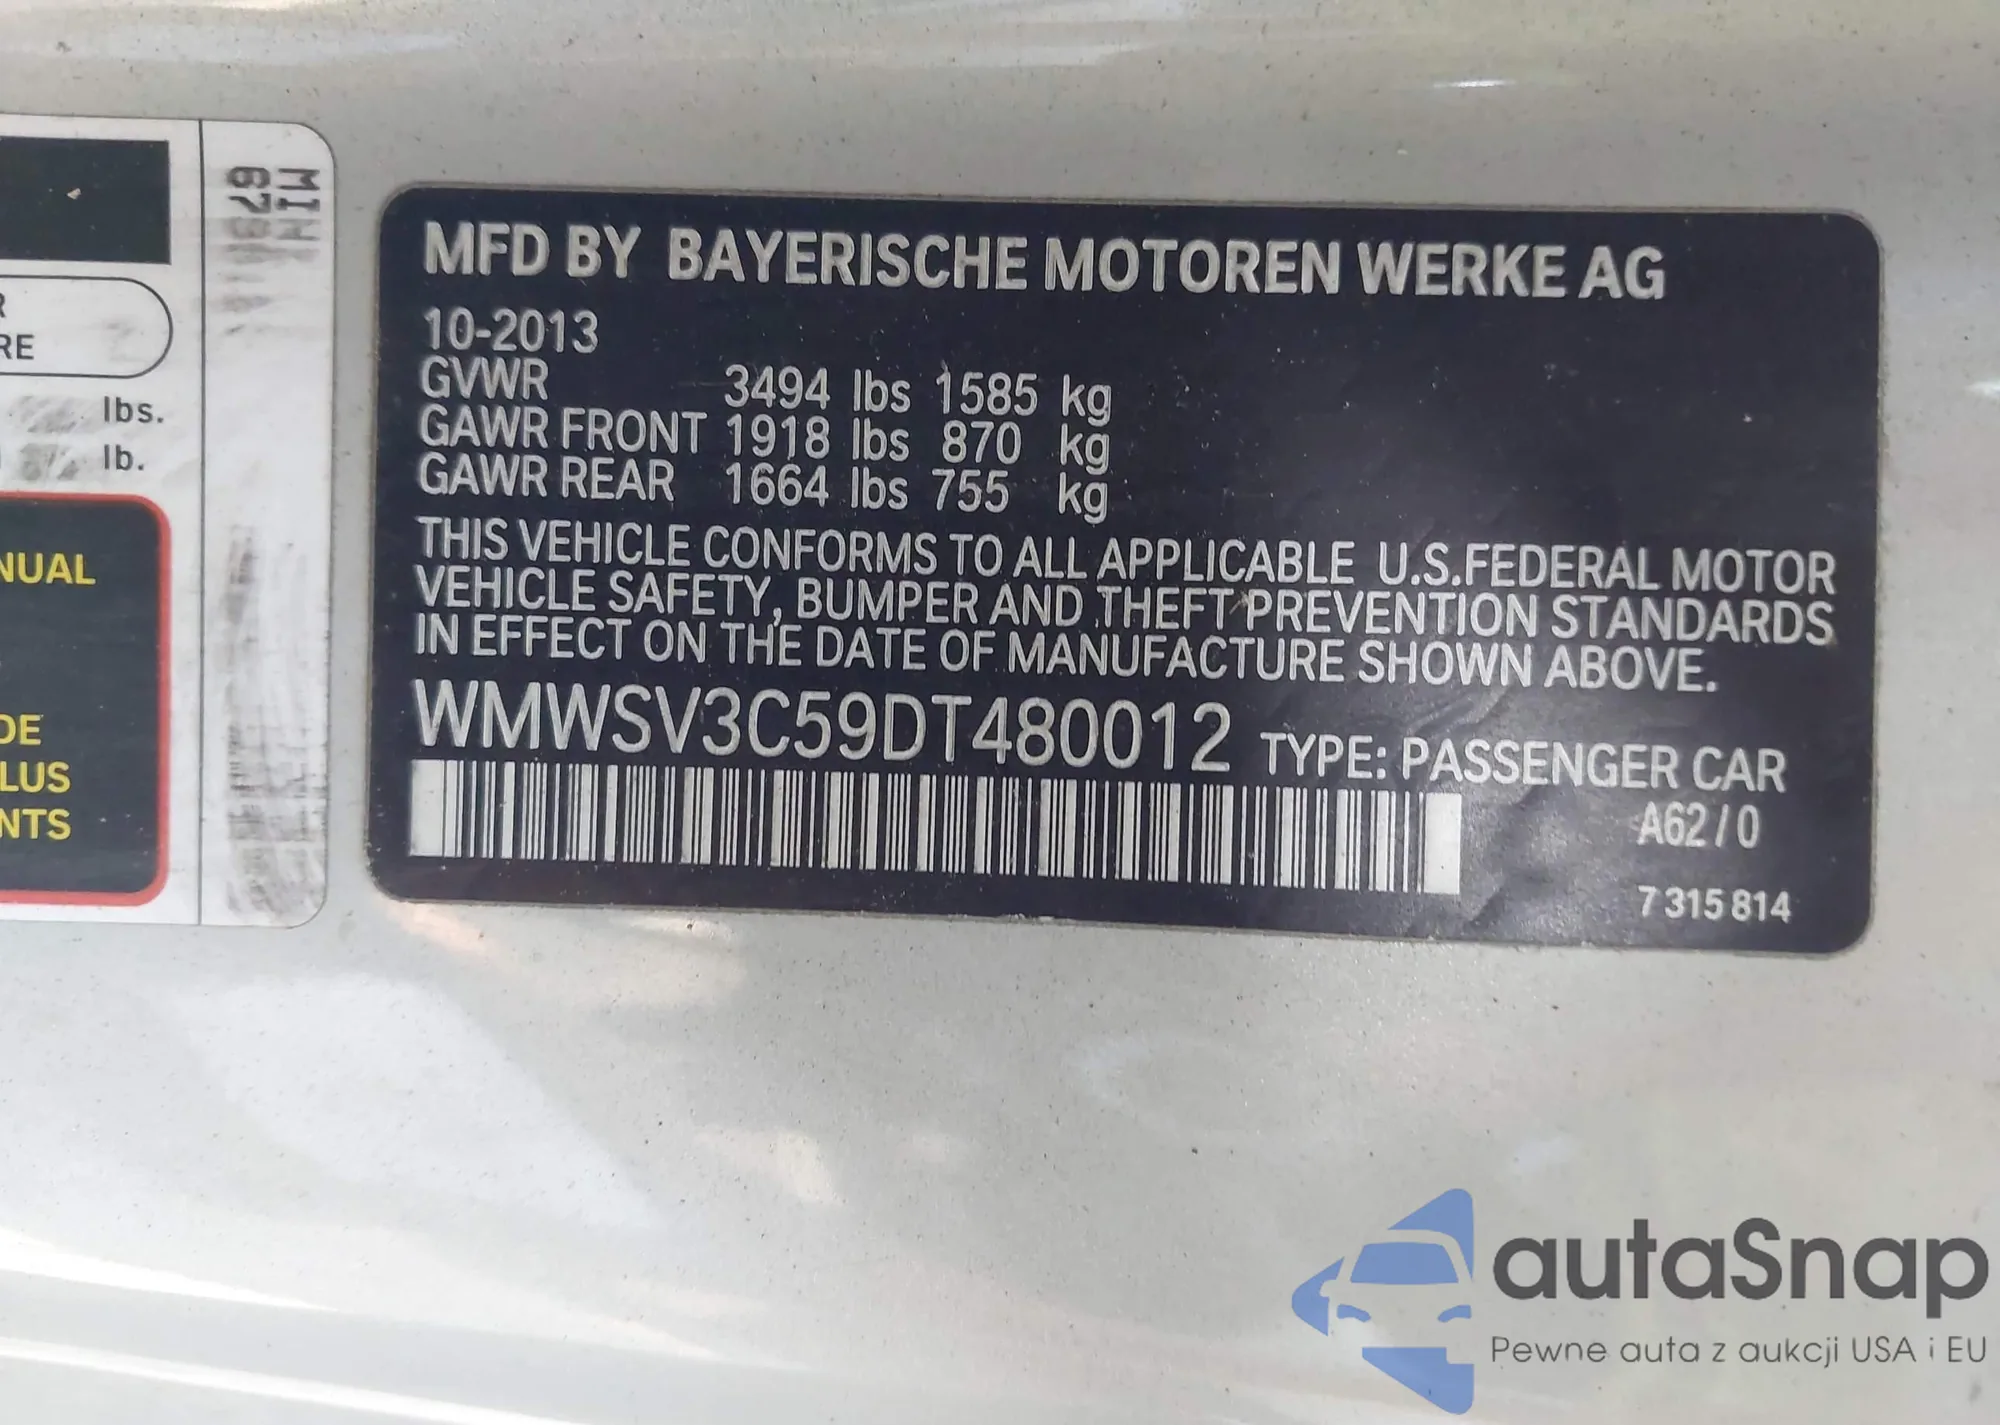 MFD BY BAYERISCHE MOTOREN WERKE AG
10-2013
GVWR 3494 lbs 1585 kg
GAWR FRONT 1918 lbs 870 kg
GAWR REAR 1664 lbs 755 kg
THIS VEHICLE CONFORMS TO ALL APPLICABLE U.S.FEDERAL MOTOR
VEHICLE SAFETY, BUMPER AND THEFT PREVENTION STANDARDS
IN EFFECT ON THE DATE OF MANUFACTURE SHOWN ABOVE.
WMWSV3C59DT480012 TYPE: PASSENGER CAR
A62/0
7 315 814
R
RE
lbs.
lb.
NUAL
DE
LUS
NTS
autaSnap
Pewne auta z aukcji USA i EU